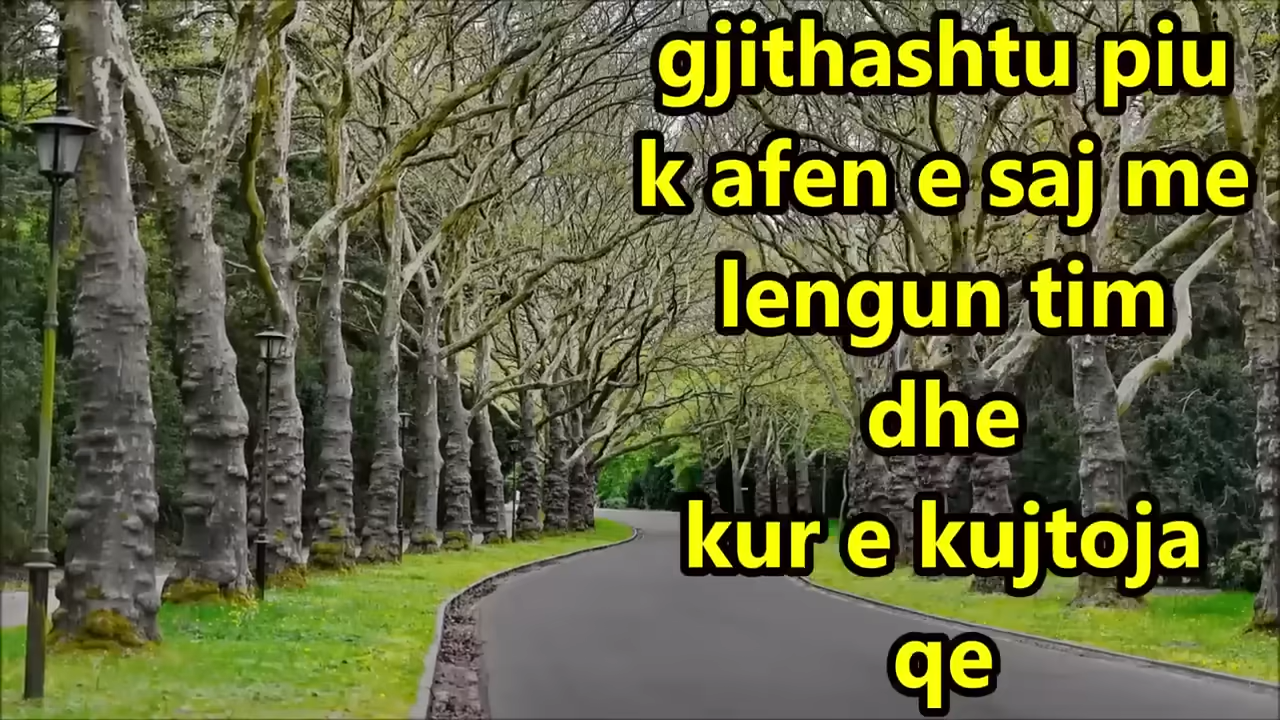 gjithashtu piu
k afen e saj me
lengun tim
dhe
kur e kujtoja
qe